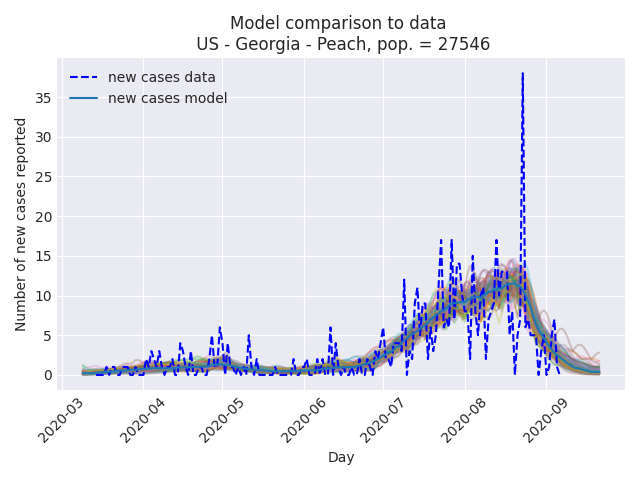 Model comparison to data
US - Georgia - Peach, pop. = 27546
new cases data
new cases model
Number of new cases reported
35
30
25
20
15
10
5
0
2020-03
2020-04
2020-05
2020-06
2020-07
2020-08
2020-09
Day